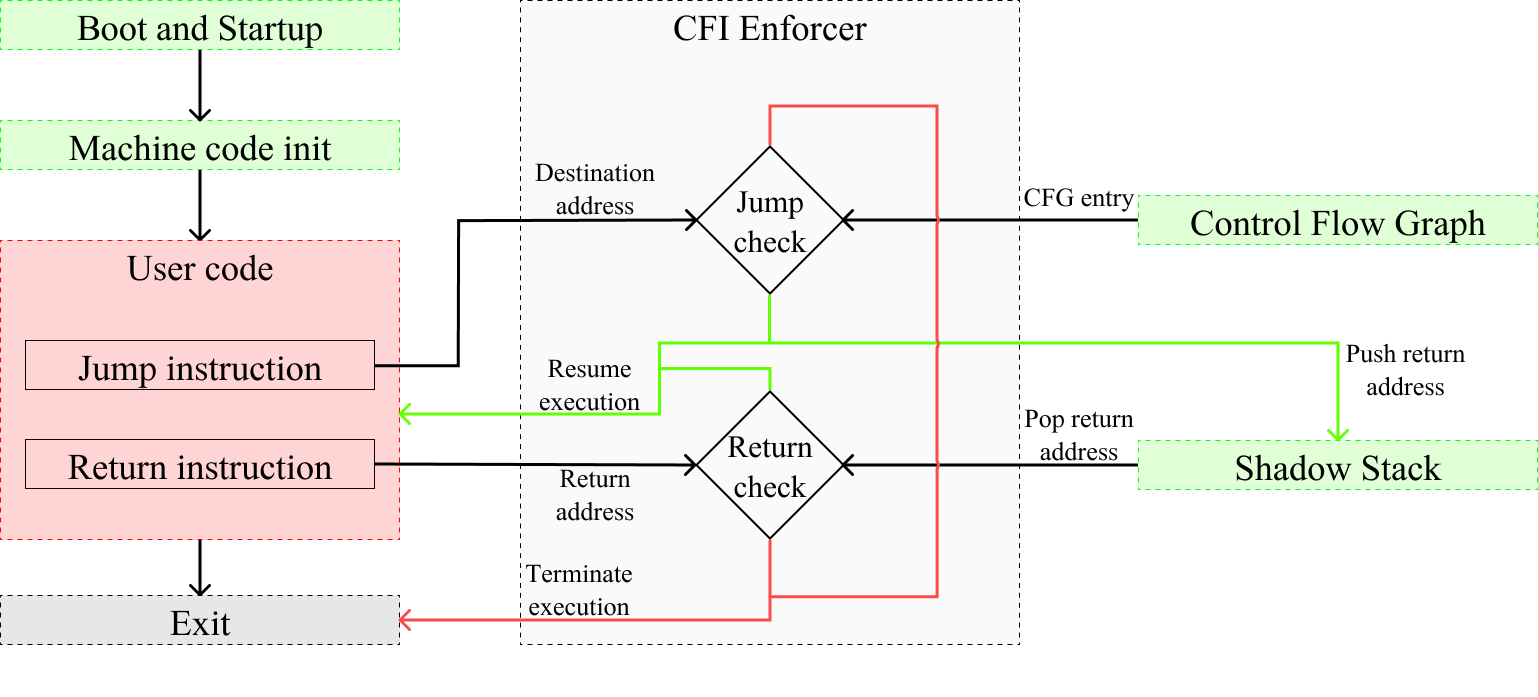 Boot and Startup
CFI Enforcer
Machine code init
Destination
address
Jump
check
CFG entry
Control Flow Graph
User code
Jump instruction
Resume
execution
Push return
address
Return instruction
Return
address
Return
check
Pop return
address
Shadow Stack
Terminate
execution
Exit